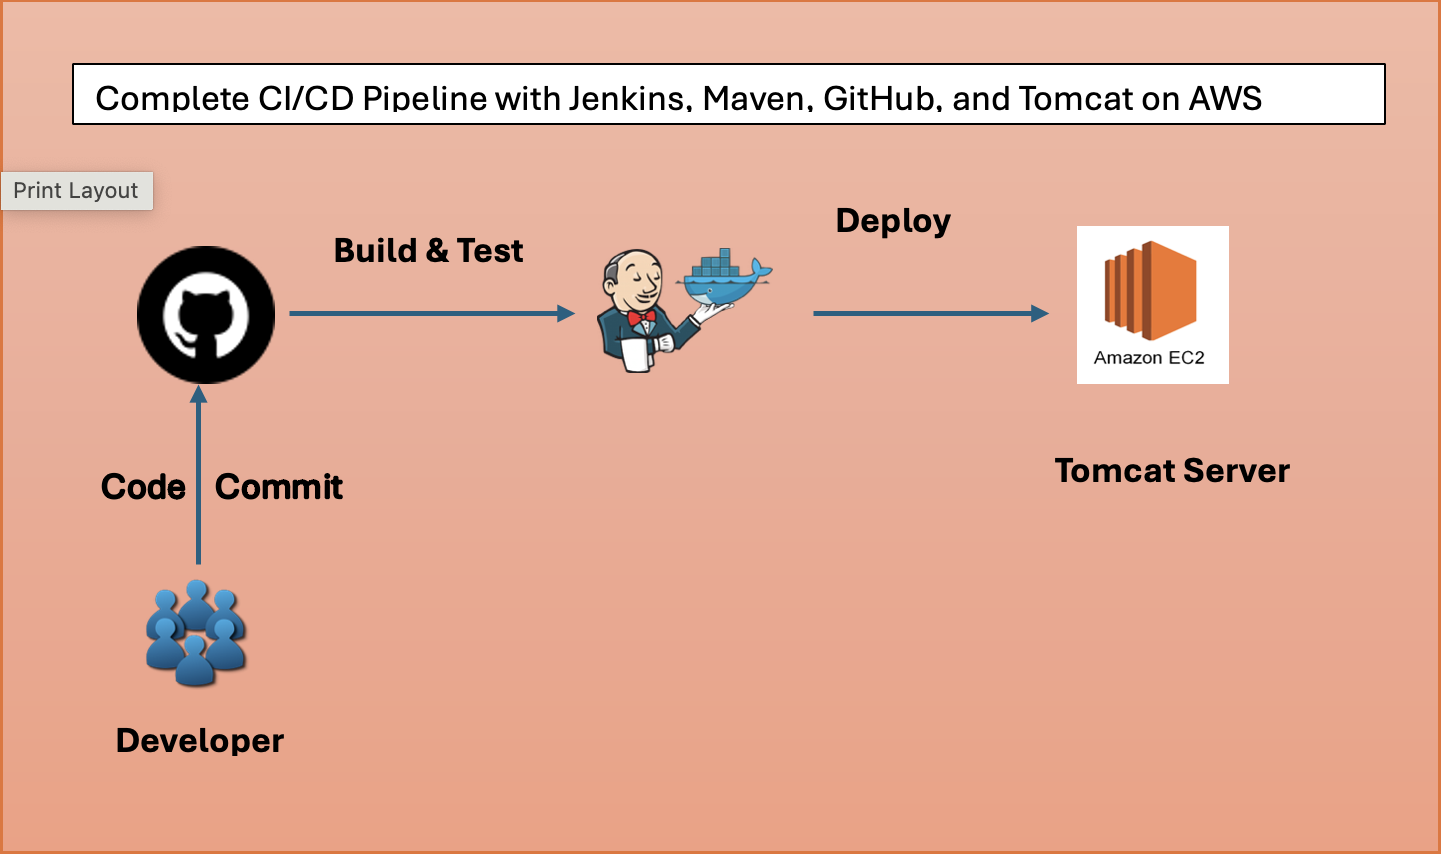 Complete CI/CD Pipeline with Jenkins, Maven, GitHub, and Tomcat on AWS
Print Layout
Build & Test
Deploy
Amazon EC2
Code Commit
Tomcat Server
Developer